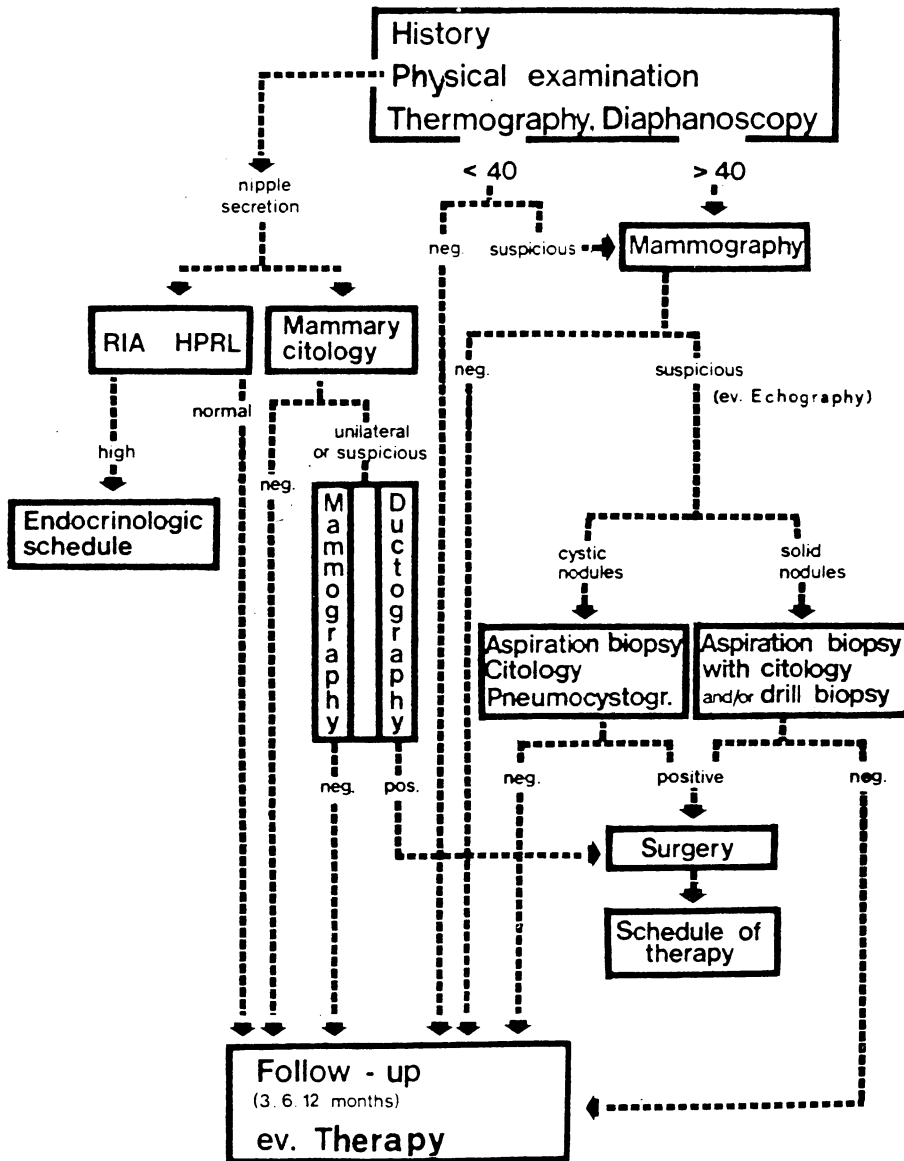 History
Physical examination
Thermography, Diaphanoscopy
< 40
> 40
nipple
secretion
neg.
suspicious
Mammography
RIA HPRL
Mammary
citology
neg.
suspicious
(ev. Echography)
normal
high
neg.
unilateral
or suspicious
Endocrinologic
schedule
Mammography
Ductography
cystic
nodules
solid
nodules
Aspiration biopsy
Citology
Pneumocystogr.
Aspiration biopsy
with citology
and/or drill biopsy
neg.
pos.
neg.
positive
neg.
Surgery
Schedule of
therapy
Follow - up
(3. 6. 12 months)
ev. Therapy